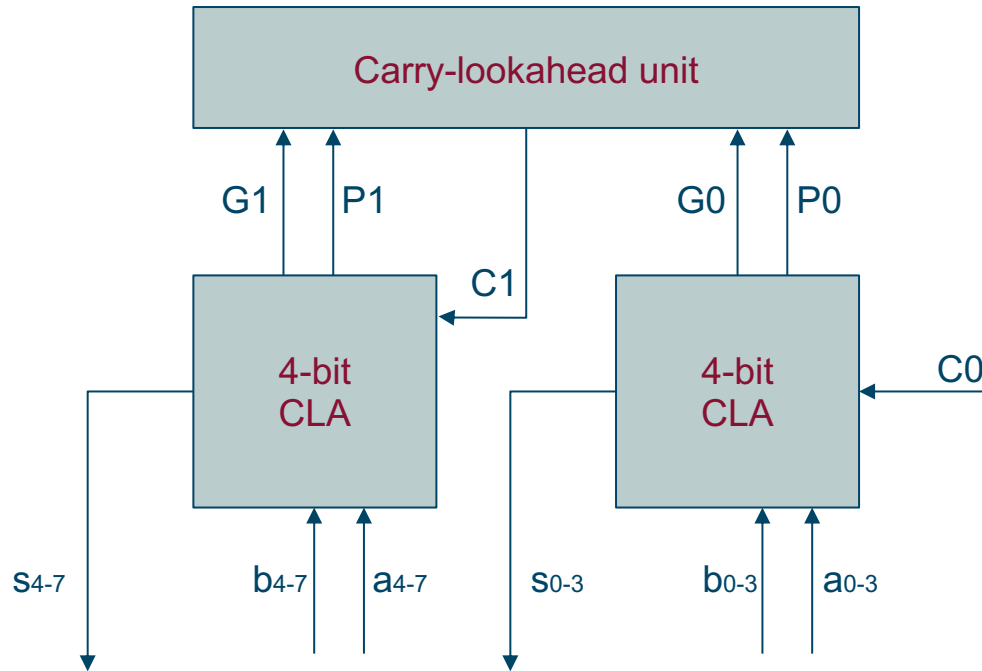 Carry-lookahead unit
G1
P1
G0
P0
C1
4-bit
CLA
4-bit
CLA
C0
s4-7
b4-7
a4-7
s0-3
b0-3
a0-3